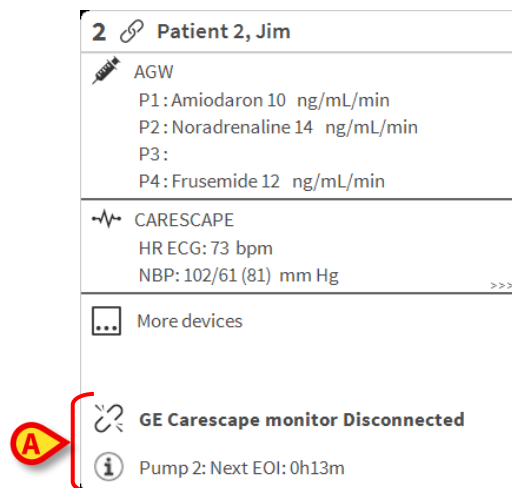 2 Patient 2, Jim
AGW
P1: Amiodaron 10 ng/mL/min
P2: Noradrenaline 14 ng/mL/min
P3:
P4: Frusemide 12 ng/mL/min
CARESCAPE
HR ECG: 73 bpm
NBP: 102/61 (81) mm Hg
>>>
... More devices
GE Carescape monitor Disconnected
A
i Pump 2: Next EOI: 0h13m